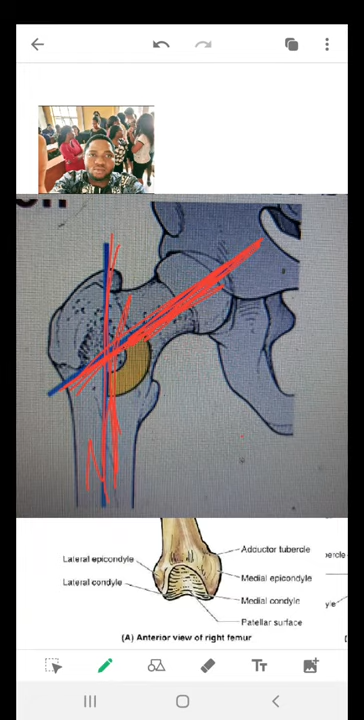 Adductor tubercle
Lateral epicondyle
Medial epicondyle
Lateral condyle
Medial condyle
Patellar surface
(A) Anterior view of right femur
Tт